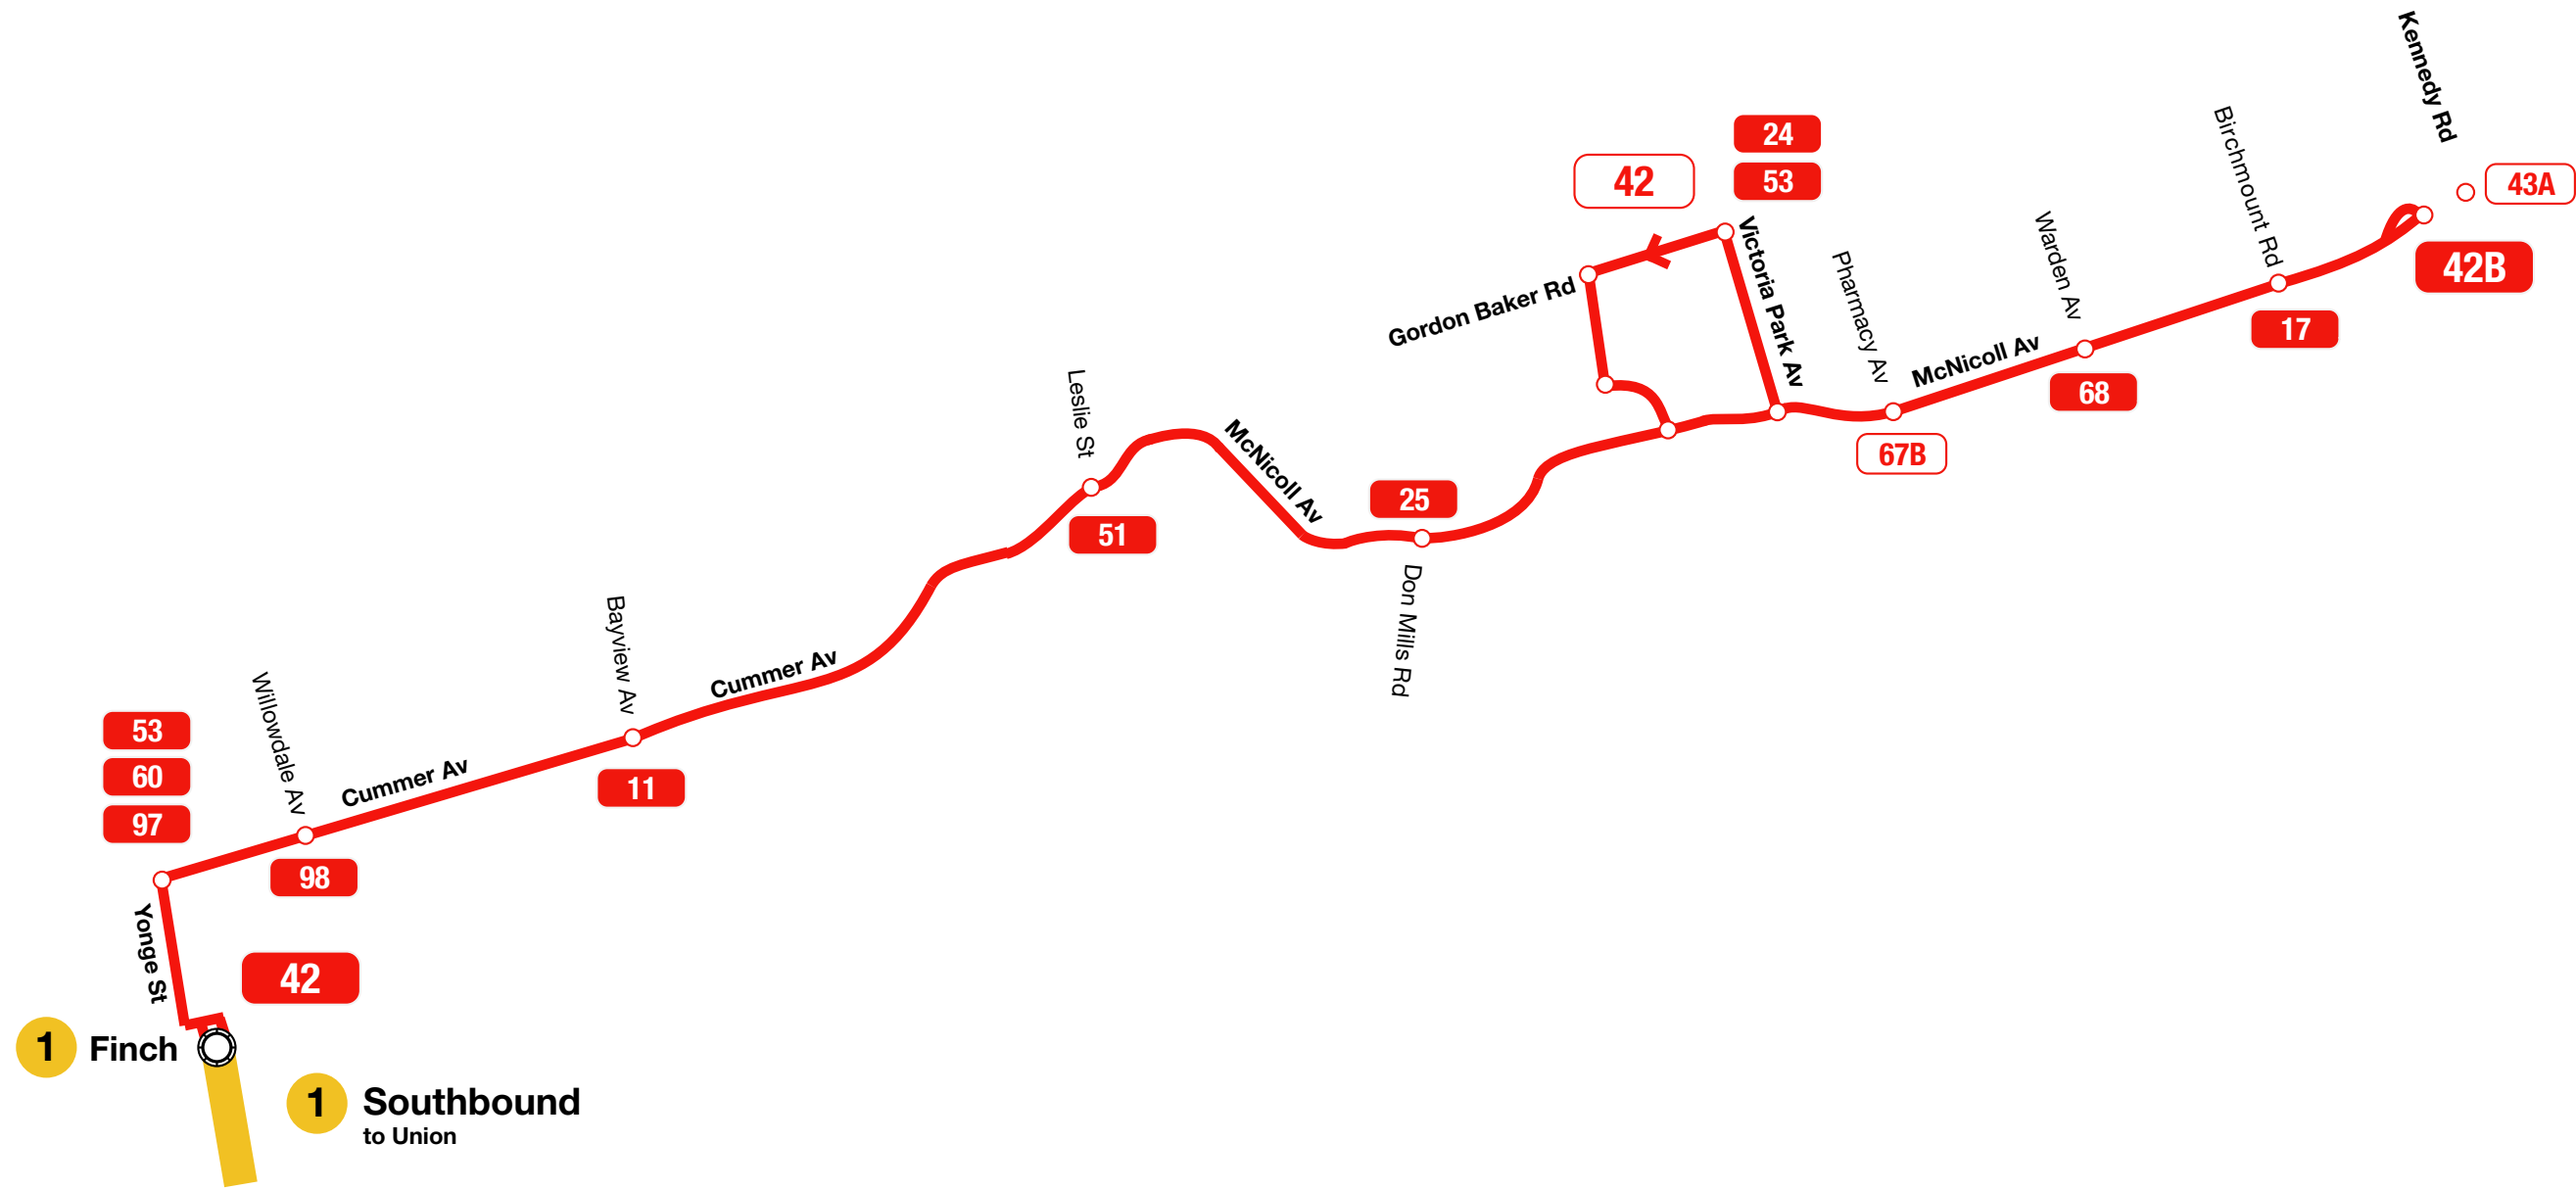 Kennedy Rd
43A
42B
Birchmount Rd
17
Warden Av
68
McNicoll Av
Pharmacy Av
67B
24
53
42
Victoria Park Av
Gordon Baker Rd
25
Don Mills Rd
McNicoll Av
Leslie St
51
Cummer Av
Bayview Av
11
Cummer Av
Willowdale Av
98
53
60
97
Yonge St
42
1 Finch
1 Southbound
to Union